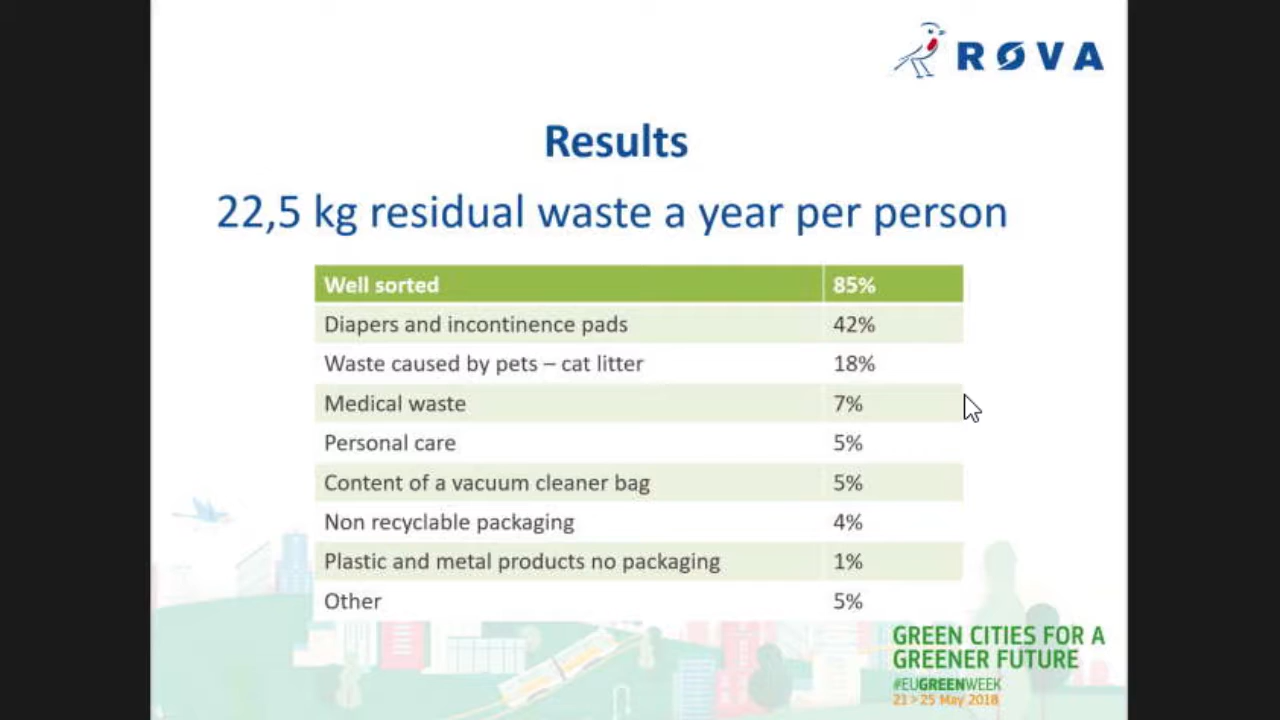 RØVA
Results
22,5 kg residual waste a year per person
Well sorted 85%
Diapers and incontinence pads 42%
Waste caused by pets – cat litter 18%
Medical waste 7%
Personal care 5%
Content of a vacuum cleaner bag 5%
Non recyclable packaging 4%
Plastic and metal products no packaging 1%
Other 5%
GREEN CITIES FOR A
GREENER FUTURE
#EUGREENWEEK
21 > 25 May 2018